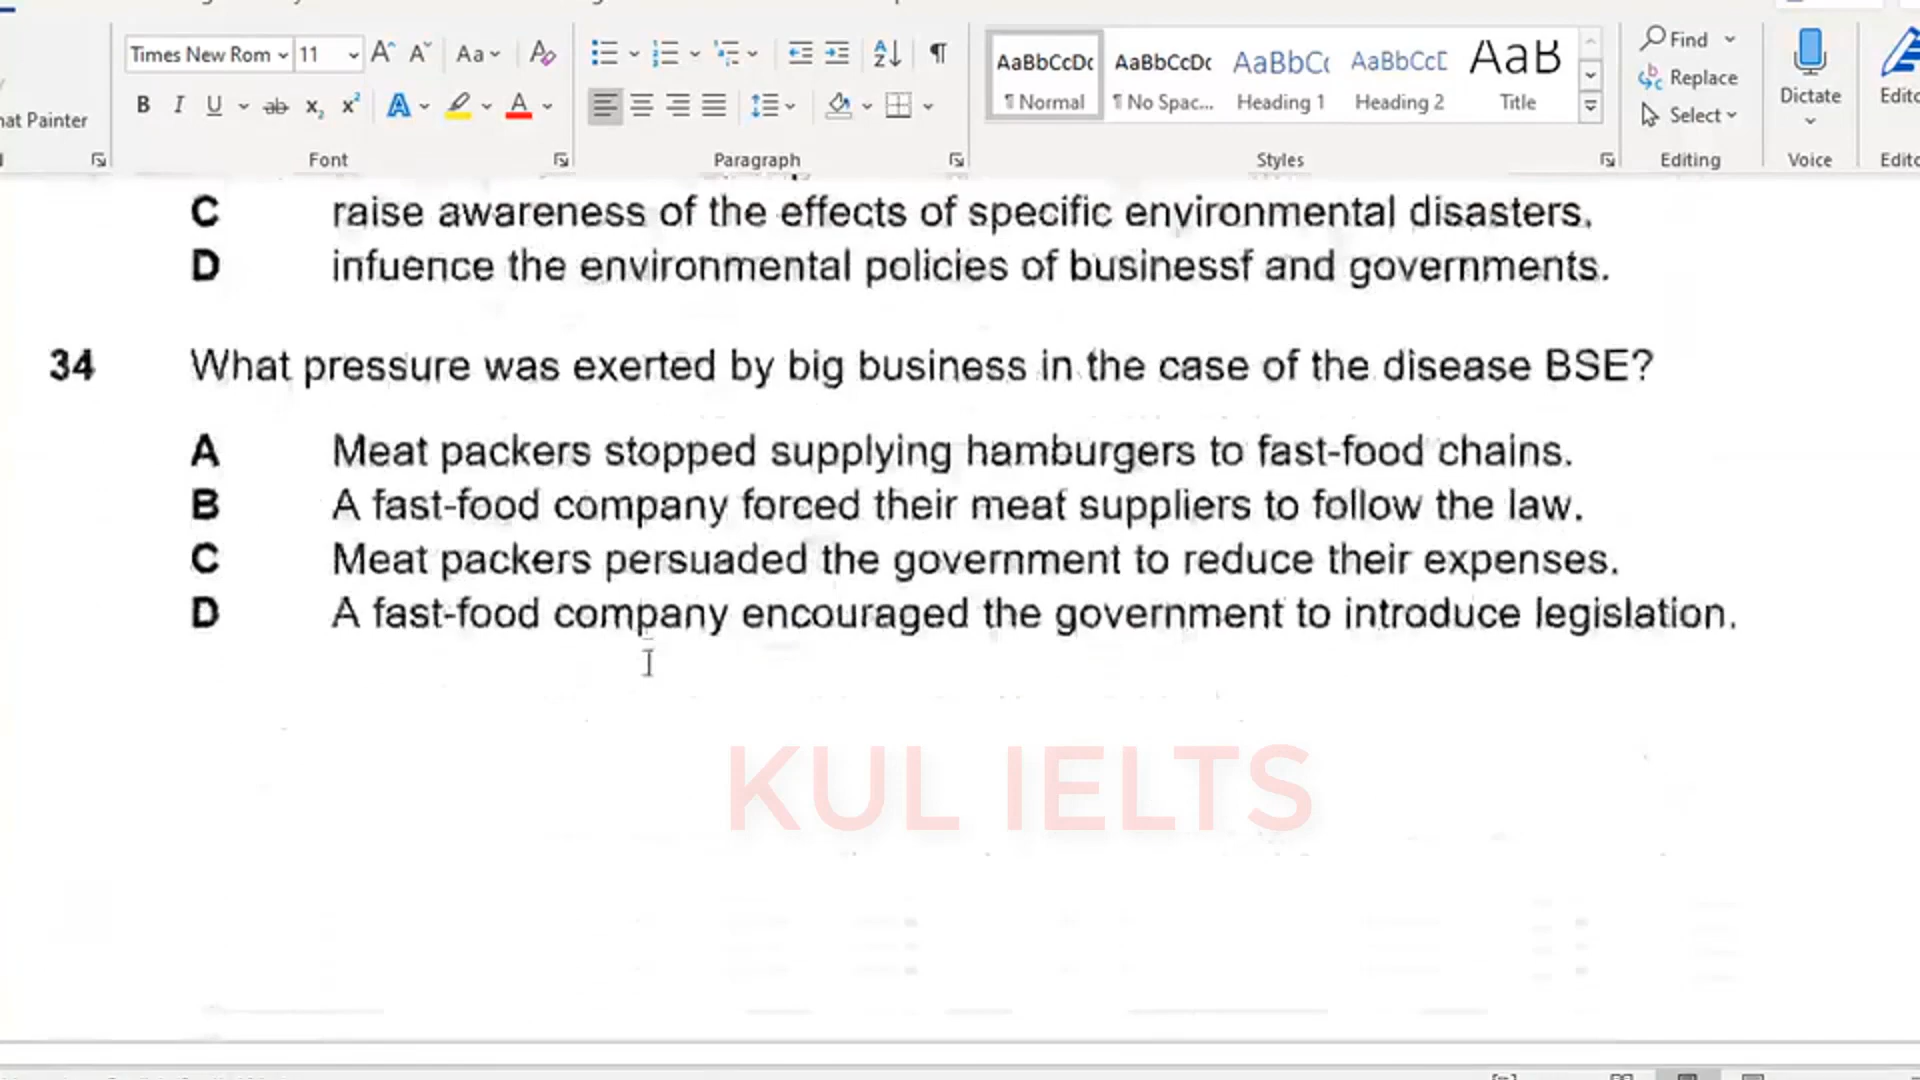 Times New Rom 11 A A Aa A
AaBbCcDc AaBbCcDc AaBbC AaBbCcE AaB
Find
Replace
Select
Dictate
Normal No Spac... Heading 1 Heading 2 Title
B I U ab x₂ x² A A
Painter
Font Paragraph Styles Editing Voice
C raise awareness of the effects of specific environmental disasters.
D infuence the environmental policies of businessf and governments.
34 What pressure was exerted by big business in the case of the disease BSE?
A Meat packers stopped supplying hamburgers to fast-food chains.
B A fast-food company forced their meat suppliers to follow the law.
C Meat packers persuaded the government to reduce their expenses.
D A fast-food company encouraged the government to introduce legislation.
KUL IELTS